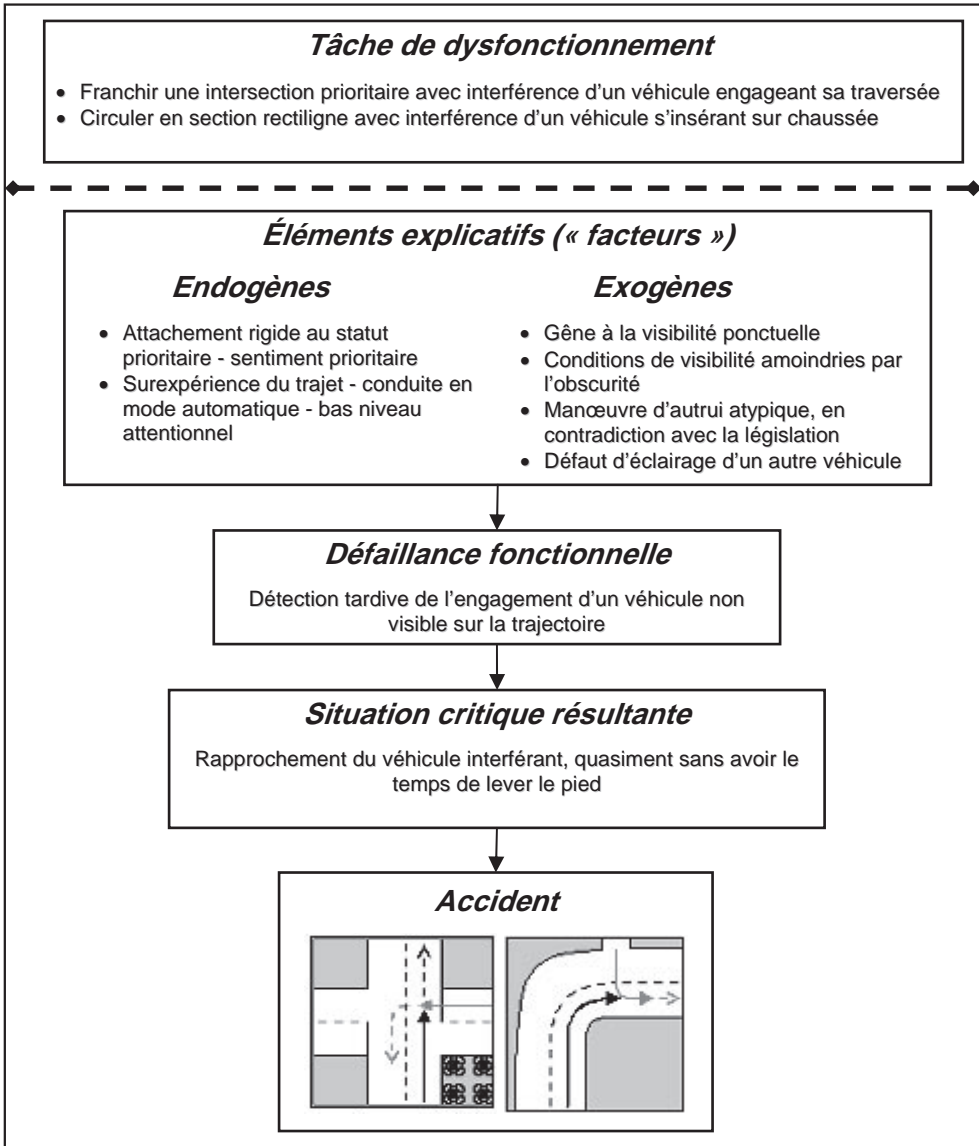 Tâche de dysfonctionnement
• Franchir une intersection prioritaire avec interférence d’un véhicule engageant sa traversée
• Circuler en section rectiligne avec interférence d’un véhicule s’insérant sur chaussée
Éléments explicatifs (« facteurs »)
Endogènes
• Attachement rigide au statut
prioritaire - sentiment prioritaire
• Surexpérience du trajet - conduite en
mode automatique - bas niveau
attentionnel
Exogènes
• Gêne à la visibilité ponctuelle
• Conditions de visibilité amoindries par
l’obscurité
• Manœuvre d’autrui atypique, en
contradiction avec la législation
• Défaut d’éclairage d’un autre véhicule
Défaillance fonctionnelle
Détection tardive de l’engagement d’un véhicule non
visible sur la trajectoire
Situation critique résultante
Rapprochement du véhicule interférant, quasiment sans avoir le
temps de lever le pied
Accident